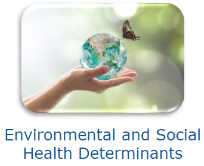 Environmental and Social
Health Determinants